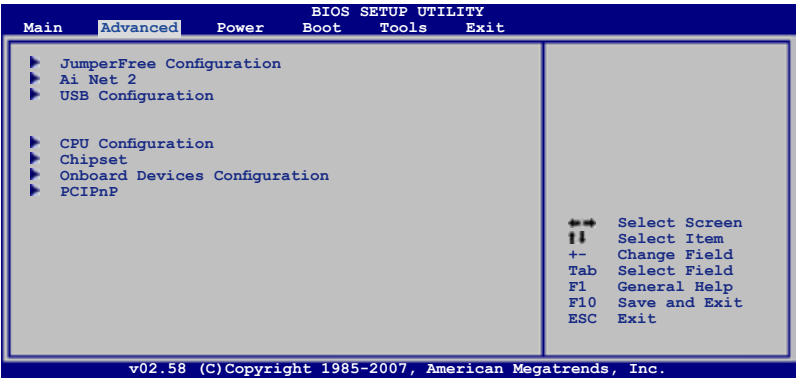 BIOS SETUP UTILITY
Main Advanced Power Boot Tools Exit
JumperFree Configuration
Ai Net 2
USB Configuration
CPU Configuration
Chipset
Onboard Devices Configuration
PCIPnP
←→ Select Screen
↑↓ Select Item
+- Change Field
Tab Select Field
F1 General Help
F10 Save and Exit
ESC Exit
v02.58 (C)Copyright 1985-2007, American Megatrends, Inc.